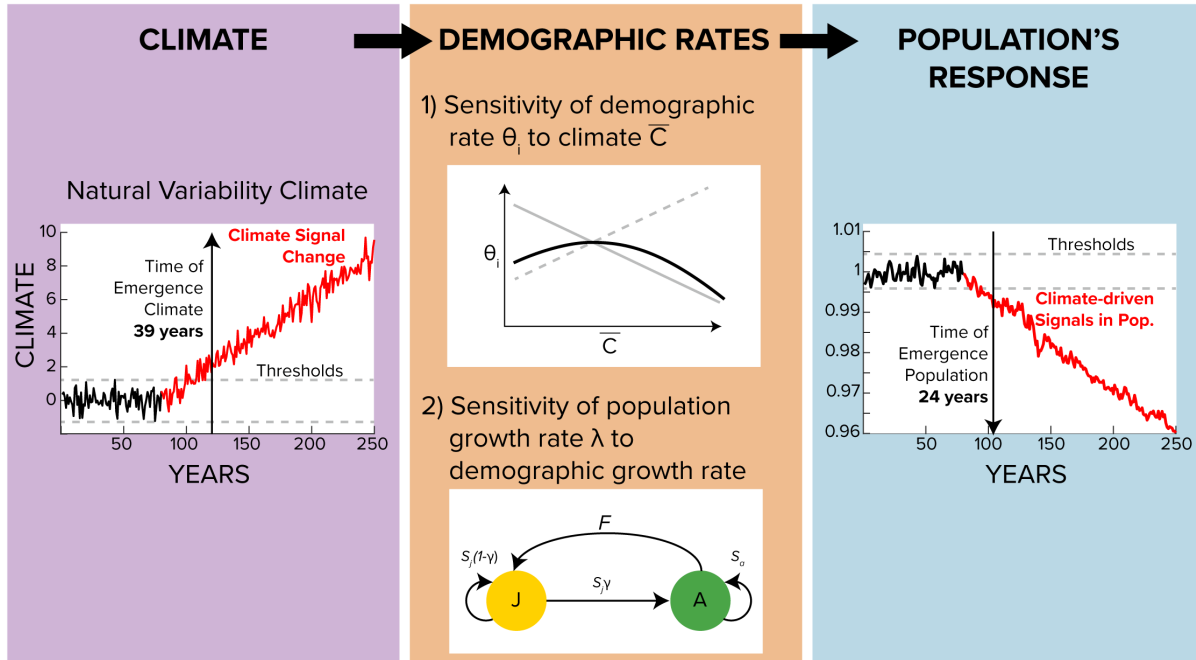 CLIMATE
DEMOGRAPHIC RATES
POPULATION'S
RESPONSE
Natural Variability Climate
10
8
6
4
2
0
CLIMATE
Climate Signal
Change
Time of
Emergence
Climate
39 years
Thresholds
50
100
150
200
250
YEARS
1) Sensitivity of demographic
rate θi to climate C̅
θi
C̅
2) Sensitivity of population
growth rate λ to
demographic growth rate
F
Sj(1-γ)
Sjγ
Sa
J
A
1.01
1
0.99
0.98
0.97
0.96
Thresholds
Climate-driven
Signals in Pop.
Time of
Emergence
Population
24 years
50
100
150
200
250
YEARS